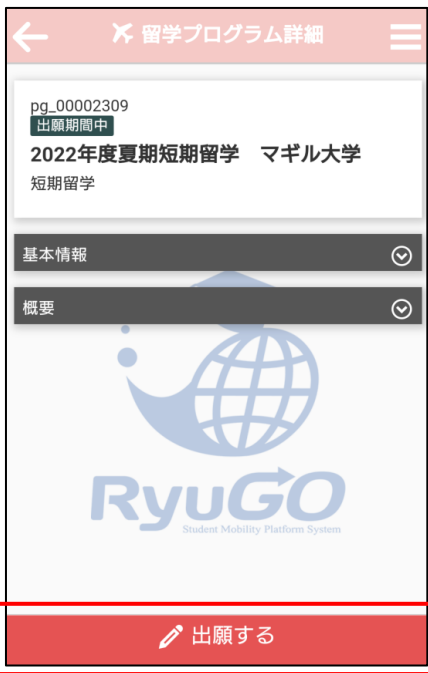 留学プログラム詳細
pg_00002309
出願期間中
2022年度夏期短期留学　マギル大学
短期留学
基本情報
概要
RyuGO
Student Mobility Platform System
出願する